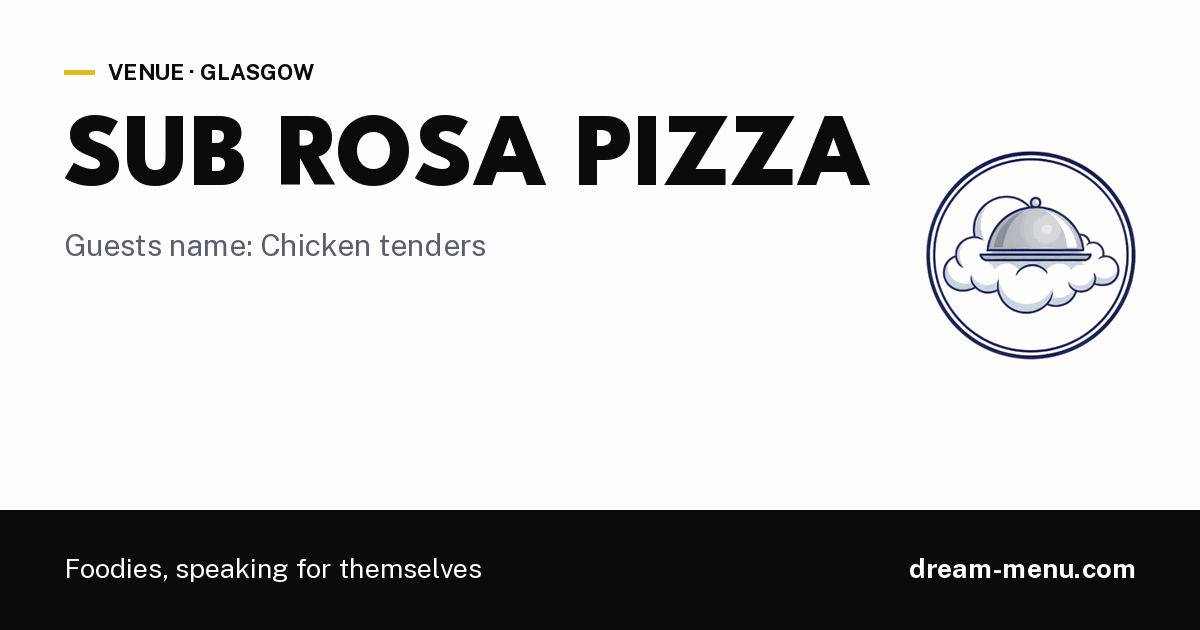 VENUE · GLASGOW
SUB ROSA PIZZA
Guests name: Chicken tenders
Foodies, speaking for themselves
dream-menu.com